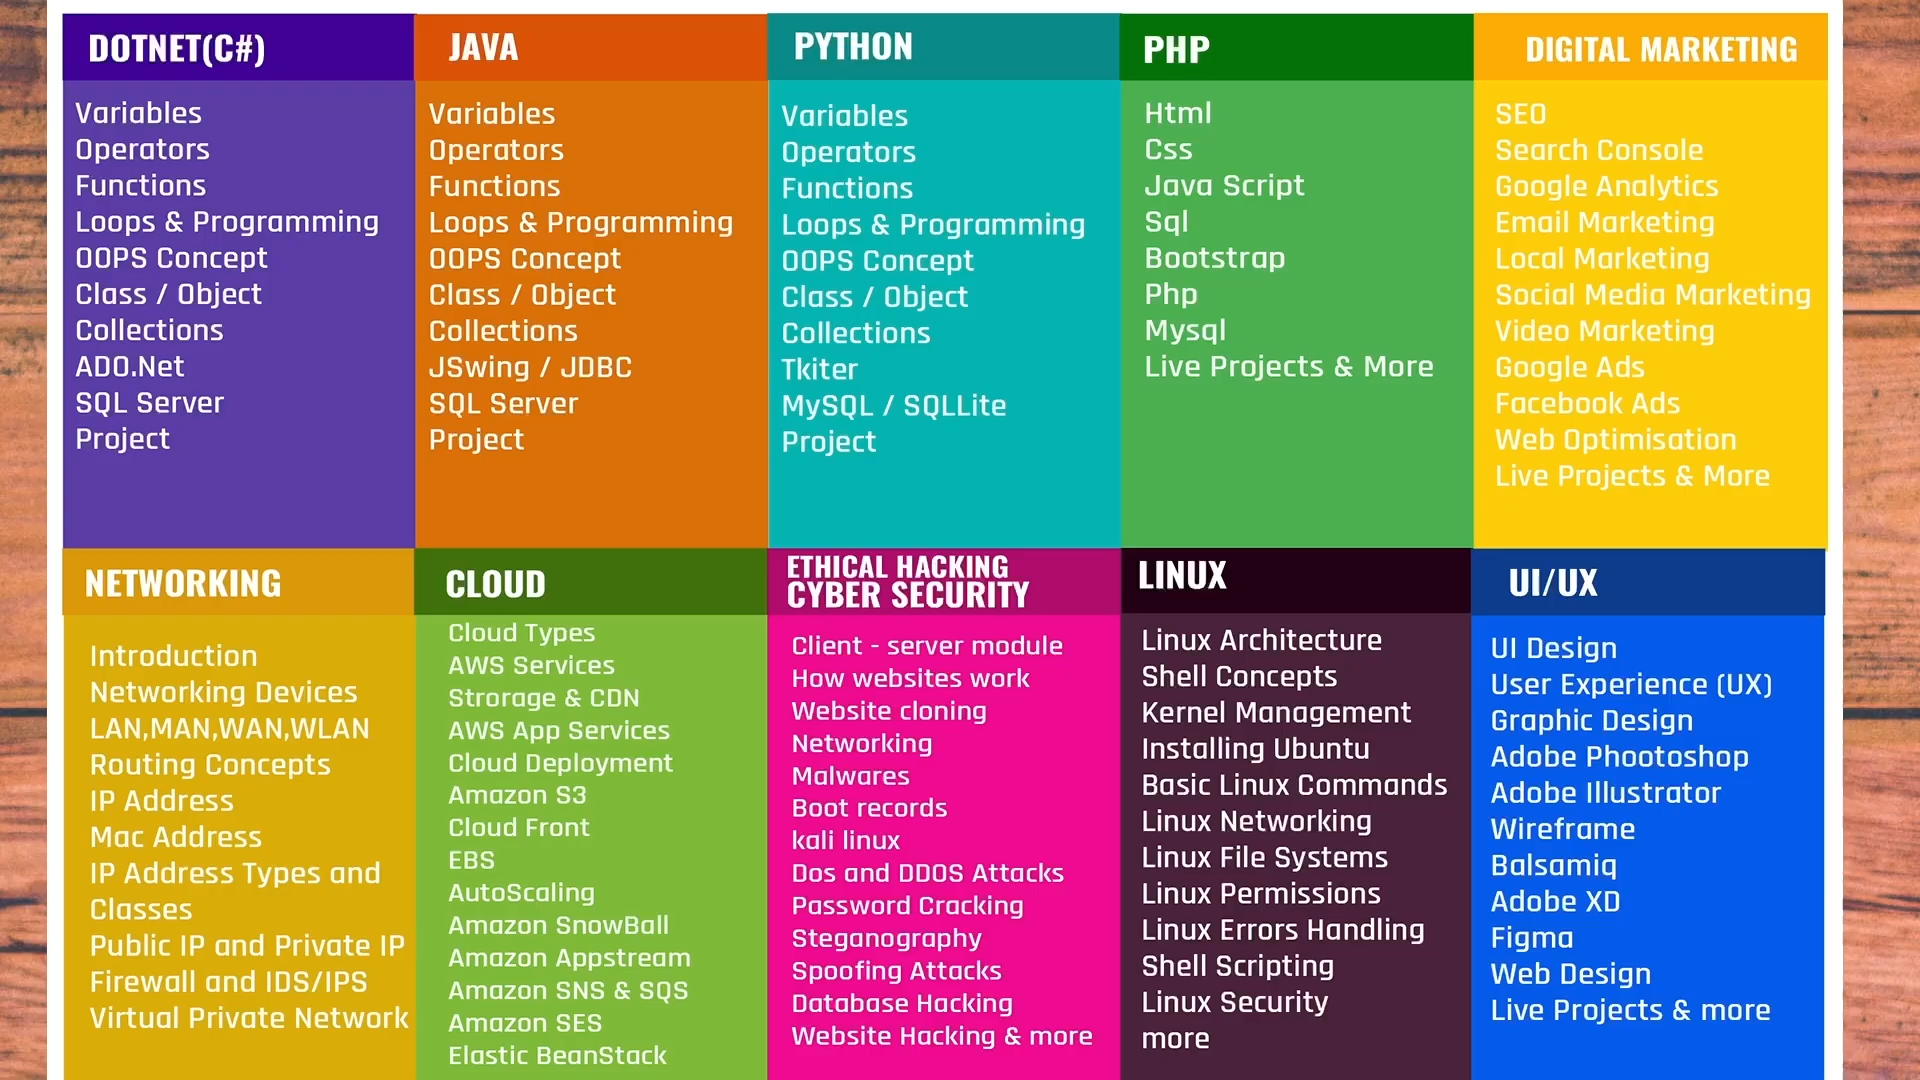 DOTNET(C#)
Variables
Operators
Functions
Loops & Programming
OOPS Concept
Class / Object
Collections
ADO.Net
SQL Server
Project
JAVA
Variables
Operators
Functions
Loops & Programming
OOPS Concept
Class / Object
Collections
JSwing / JDBC
SQL Server
Project
PYTHON
Variables
Operators
Functions
Loops & Programming
OOPS Concept
Class / Object
Collections
Tkiter
MySQL / SQLLite
Project
PHP
Html
Css
Java Script
Sql
Bootstrap
Php
Mysql
Live Projects & More
DIGITAL MARKETING
SEO
Search Console
Google Analytics
Email Marketing
Local Marketing
Social Media Marketing
Video Marketing
Google Ads
Facebook Ads
Web Optimisation
Live Projects & More
NETWORKING
Introduction
Networking Devices
LAN,MAN,WAN,WLAN
Routing Concepts
IP Address
Mac Address
IP Address Types and
Classes
Public IP and Private IP
Firewall and IDS/IPS
Virtual Private Network
CLOUD
Cloud Types
AWS Services
Strorage & CDN
AWS App Services
Cloud Deployment
Amazon S3
Cloud Front
EBS
AutoScaling
Amazon SnowBall
Amazon Appstream
Amazon SNS & SQS
Amazon SES
Elastic BeanStack
ETHICAL HACKING
CYBER SECURITY
Client - server module
How websites work
Website cloning
Networking
Malwares
Boot records
kali linux
Dos and DDOS Attacks
Password Cracking
Steganography
Spoofing Attacks
Database Hacking
Website Hacking & more
LINUX
Linux Architecture
Shell Concepts
Kernel Management
Installing Ubuntu
Basic Linux Commands
Linux Networking
Linux File Systems
Linux Permissions
Linux Errors Handling
Shell Scripting
Linux Security
more
UI/UX
UI Design
User Experience (UX)
Graphic Design
Adobe Phootoshop
Adobe Illustrator
Wireframe
Balsamiq
Adobe XD
Figma
Web Design
Live Projects & more